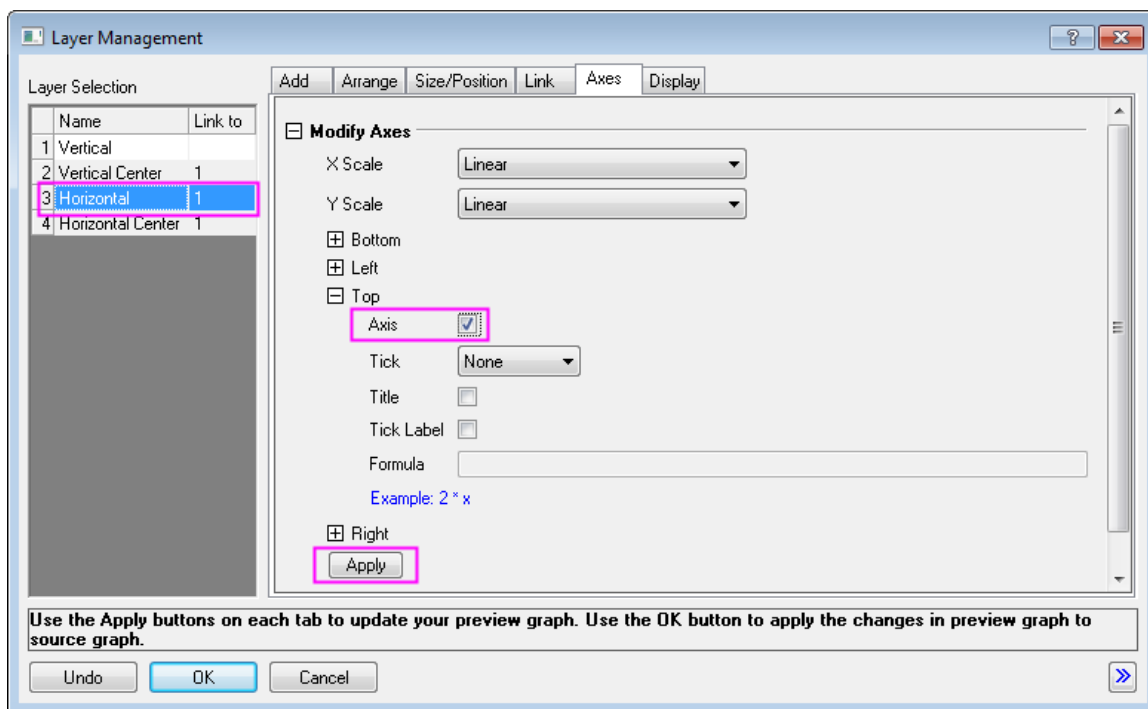 Layer Management
Layer Selection
Name Link to
1 Vertical
2 Vertical Center 1
3 Horizontal 1
4 Horizontal Center 1
Add Arrange Size/Position Link Axes Display
Modify Axes
X Scale Linear
Y Scale Linear
Bottom
Left
Top
Axis
Tick None
Title
Tick Label
Formula
Example: 2 * x
Right
Apply
Use the Apply buttons on each tab to update your preview graph. Use the OK button to apply the changes in preview graph to
source graph.
Undo OK Cancel